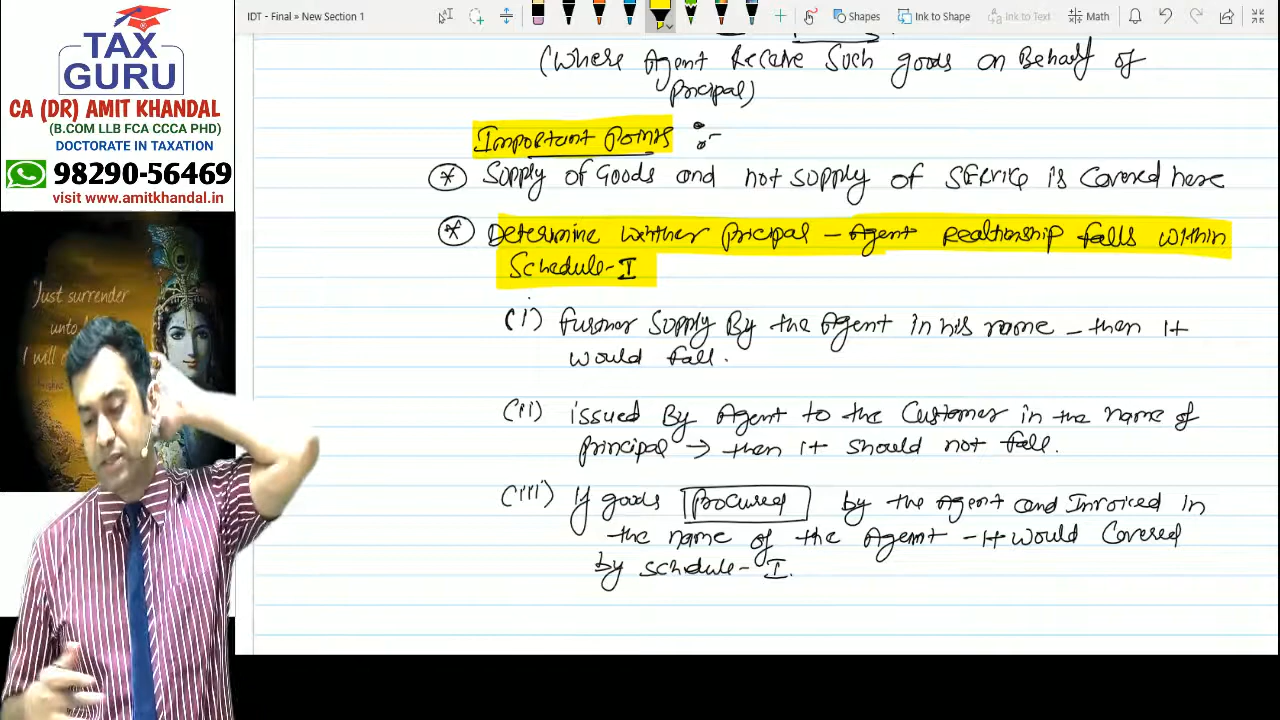 IDT - Final » New Section 1
Shapes
Ink to Shape
Ink to Text
Math
TAX
GURU
CA (DR) AMIT KHANDAL
(B.COM LLB FCA CCCA PHD)
DOCTORATE IN TAXATION
98290-56469
visit www.amitkhandal.in
"Just surrender
unto
I will
(Where Agent Receive Such goods on Behalf of
principal)
Important Points :-
* Supply of Goods and not supply of Service is Covered here
* Determine whether principal - Agent Realtionship falls within
Schedule-I
(i) Further Supply By the Agent in his name - then it
would fall.
(ii) issued By Agent to the Customer in the name of
principal → then it should not fall.
(iii) If goods procured by the Agent and Invoiced in
the name of the Agent - it would Covered
by schedule-I.